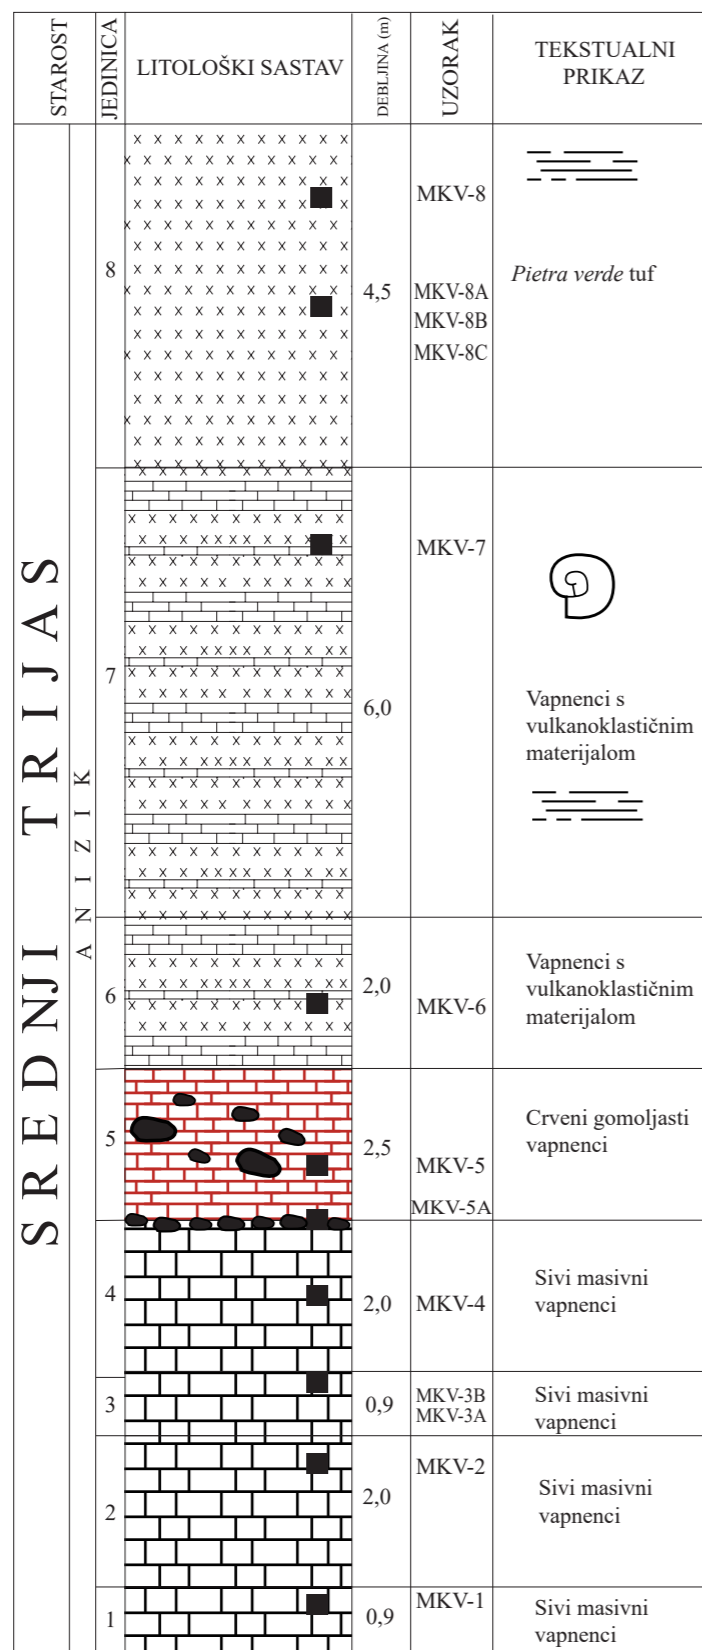 STAROST
JEDINICA
LITOLOŠKI SASTAV
DEBLJINA (m)
UZORAK
TEKSTUALNI
PRIKAZ
SREDNJI TRIJAS
ANIZIK
8
4,5
MKV-8
MKV-8A
MKV-8B
MKV-8C
Pietra verde tuf
7
6,0
MKV-7
Vapnenci s
vulkanoklastičnim
materijalom
6
2,0
MKV-6
Vapnenci s
vulkanoklastičnim
materijalom
5
2,5
MKV-5
MKV-5A
Crveni gomoljasti
vapnenci
4
2,0
MKV-4
Sivi masivni
vapnenci
3
0,9
MKV-3B
MKV-3A
Sivi masivni
vapnenci
2
2,0
MKV-2
Sivi masivni
vapnenci
1
0,9
MKV-1
Sivi masivni
vapnenci